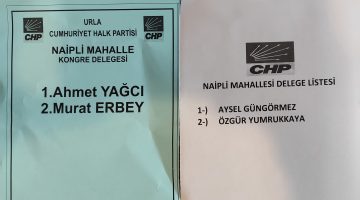 URLA
CUMHURİYET HALK PARTİSİ
CHP
CHP
NAİPLİ MAHALLE
KONGRE DELEGESİ
1.Ahmet YAĞCI
2.Murat ERBEY
CHP
NAİPLİ MAHALLESİ DELEGE LİSTESİ
1-) AYSEL GÜNGÖRMEZ
2-) ÖZGÜR YUMRUKKAYA